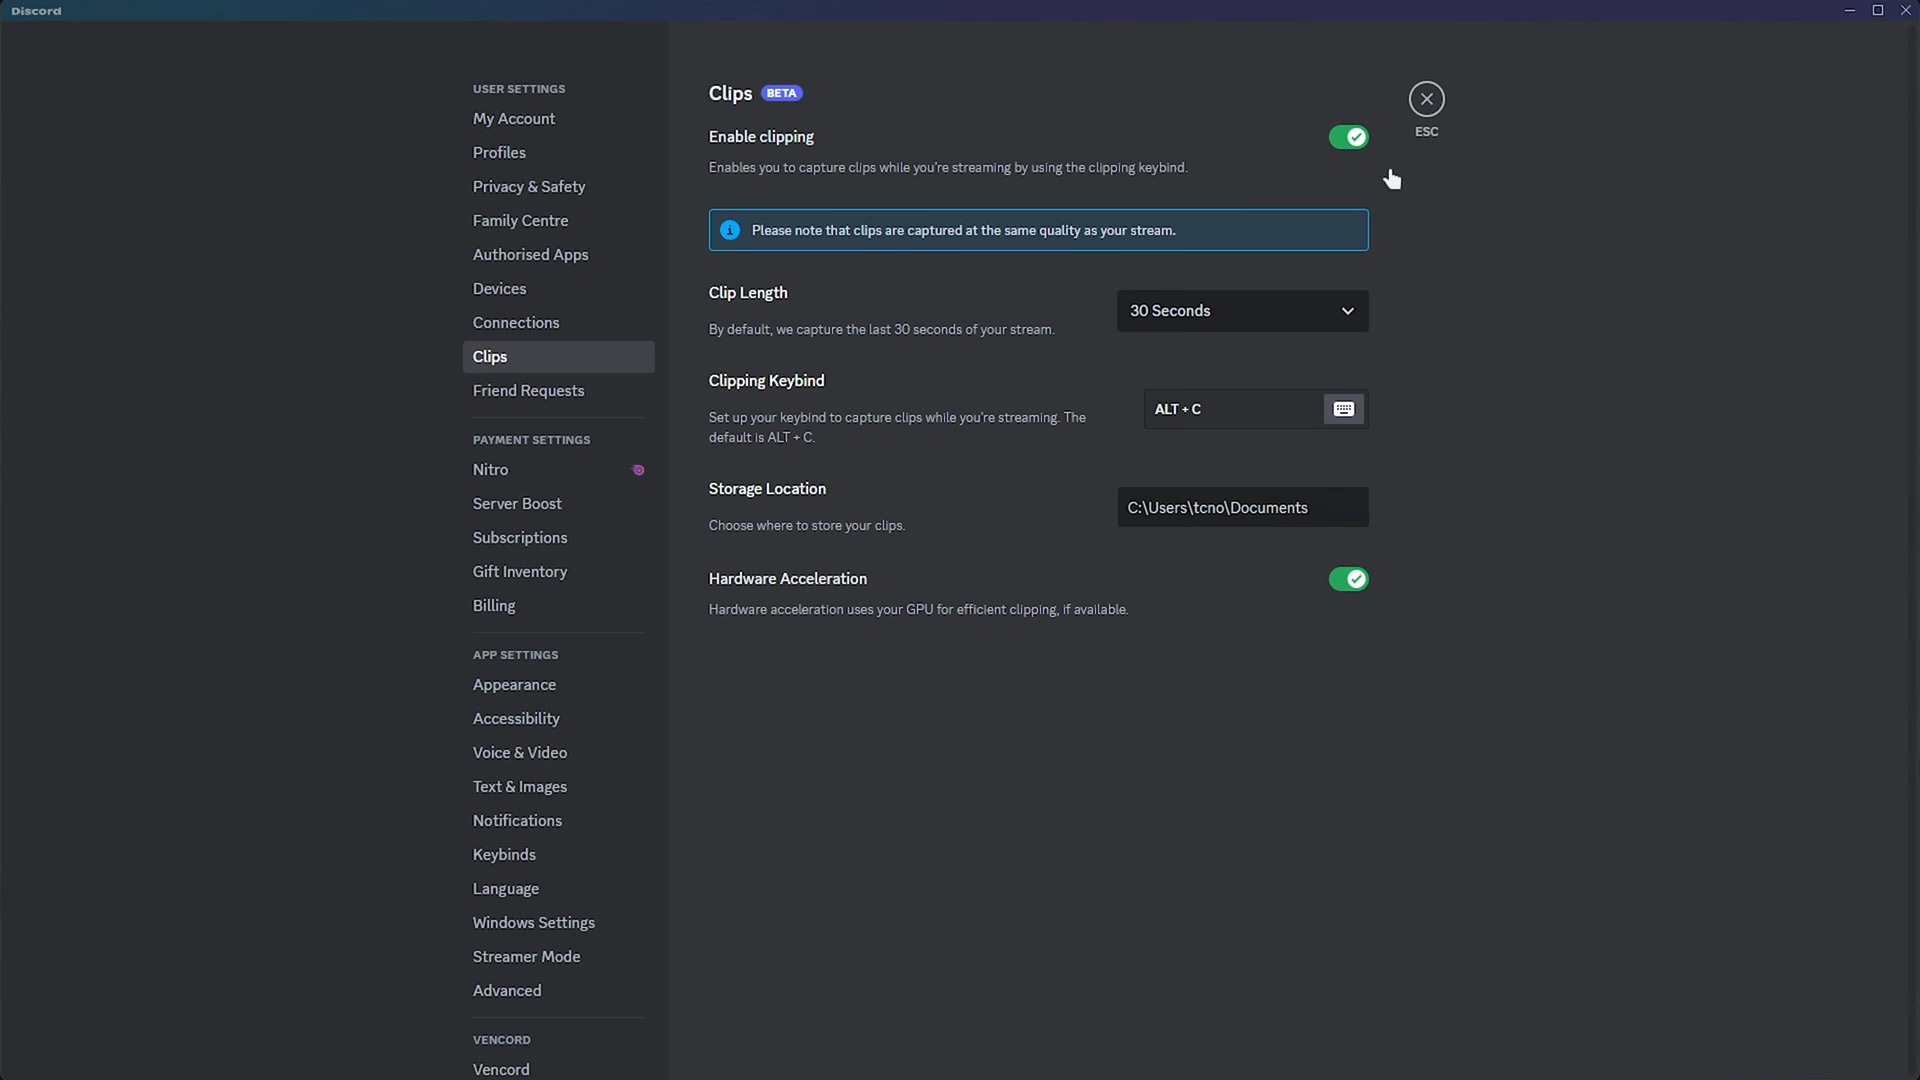 Discord
USER SETTINGS
My Account
Profiles
Privacy & Safety
Family Centre
Authorised Apps
Devices
Connections
Clips
Friend Requests
PAYMENT SETTINGS
Nitro
Server Boost
Subscriptions
Gift Inventory
Billing
APP SETTINGS
Appearance
Accessibility
Voice & Video
Text & Images
Notifications
Keybinds
Language
Windows Settings
Streamer Mode
Advanced
VENCORD
Vencord
Clips BETA
Enable clipping
Enables you to capture clips while you're streaming by using the clipping keybind.
Please note that clips are captured at the same quality as your stream.
Clip Length
By default, we capture the last 30 seconds of your stream.
30 Seconds
Clipping Keybind
Set up your keybind to capture clips while you're streaming. The
default is ALT + C.
ALT + C
Storage Location
Choose where to store your clips.
C:\Users\tcno\Documents
Hardware Acceleration
Hardware acceleration uses your GPU for efficient clipping, if available.
ESC